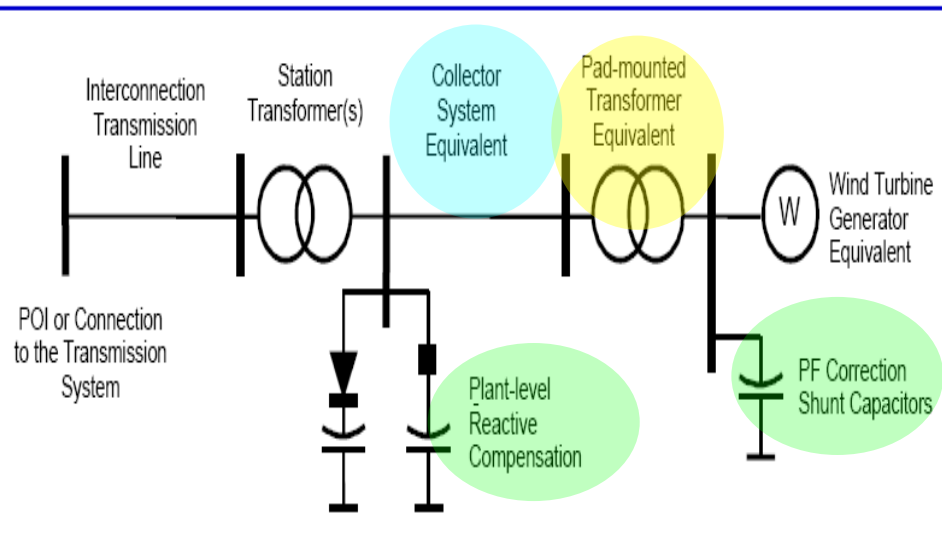 Interconnection
Transmission
Line
Station
Transformer(s)
Collector
System
Equivalent
Pad-mounted
Transformer
Equivalent
W
Wind Turbine
Generator
Equivalent
POI or Connection
to the Transmission
System
Plant-level
Reactive
Compensation
PF Correction
Shunt Capacitors